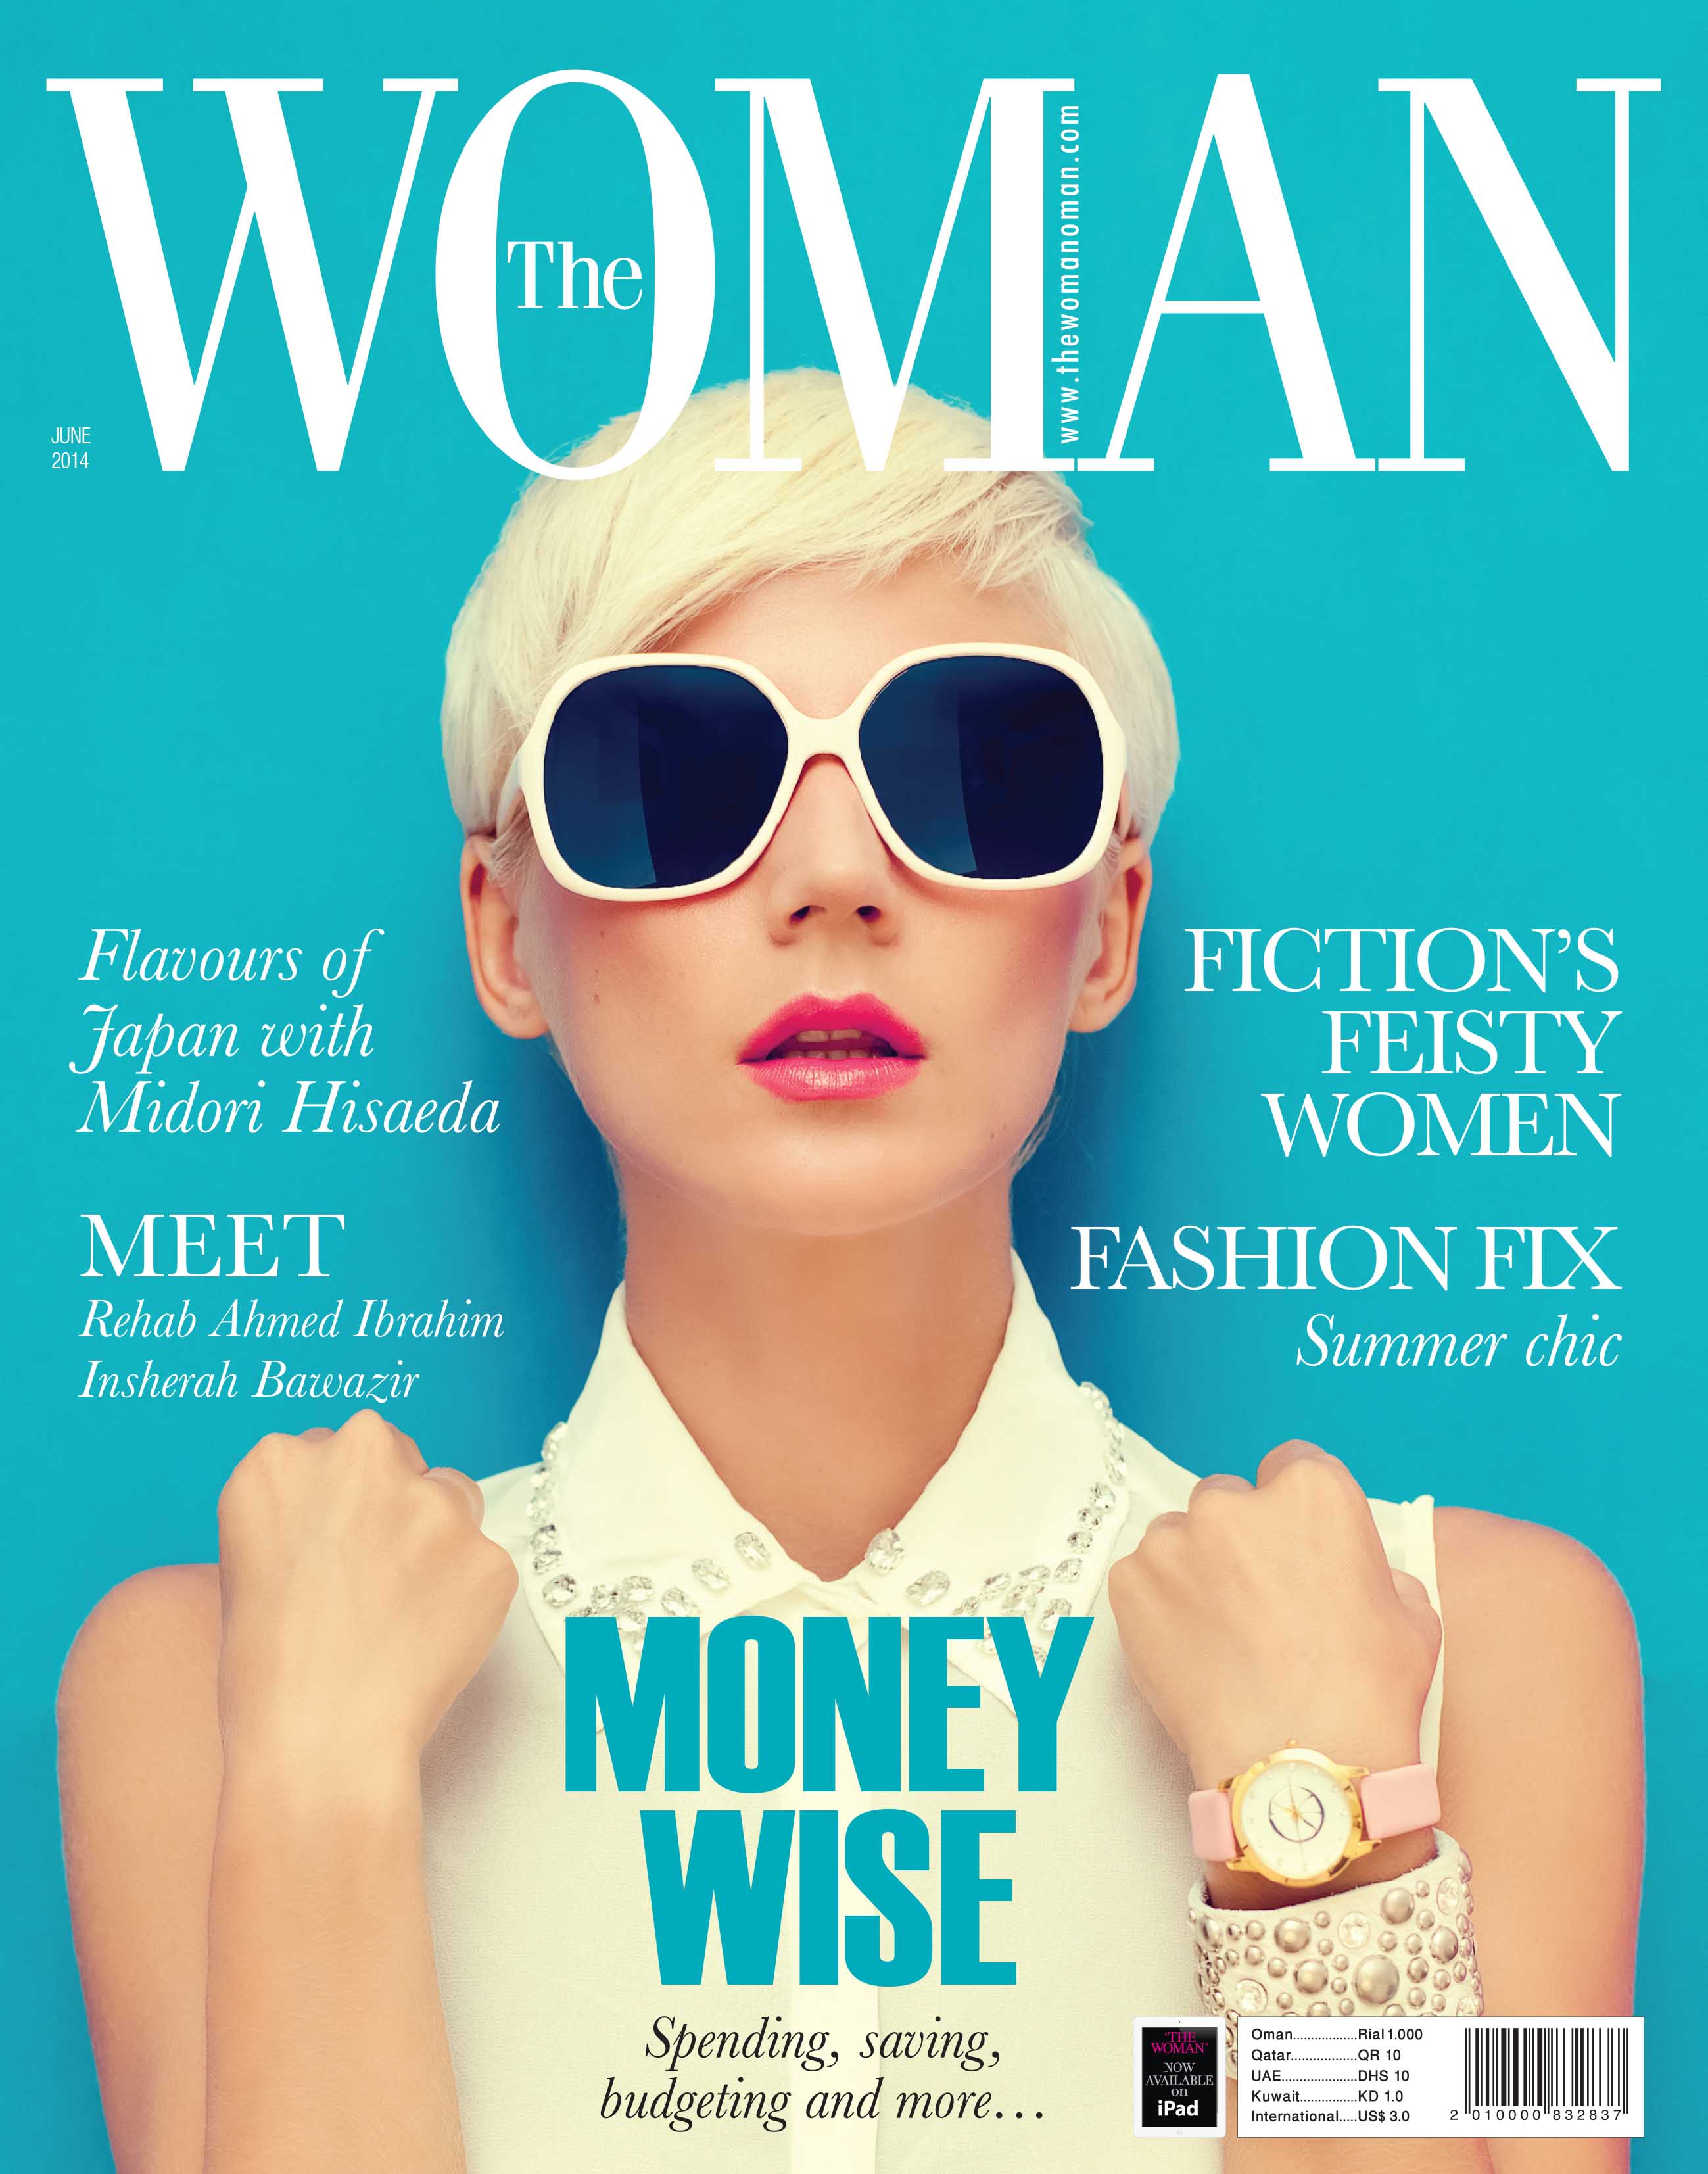 The
WOMAN
www.thewomanoman.com
JUNE
2014
Flavours of
Japan with
Midori Hisaeda
MEET
Rehab Ahmed Ibrahim
Insherah Bawazir
FICTION'S
FEISTY
WOMEN
FASHION FIX
Summer chic
MONEY
WISE
Spending, saving,
budgeting and more...
'THE
WOMAN'
NOW
AVAILABLE
on
iPad
Oman..................Rial 1.000
Qatar..................QR 10
UAE.....................DHS 10
Kuwait...............KD 1.0
International.....US$ 3.0
2 010000 832837